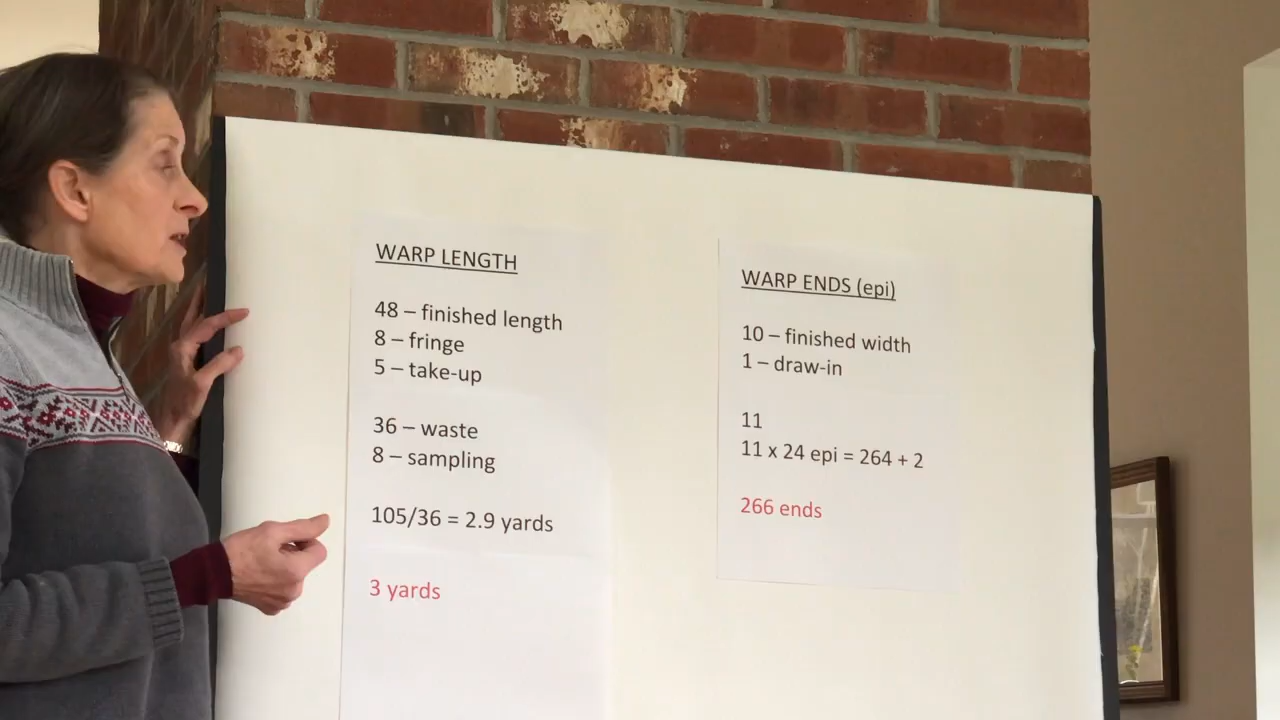 WARP LENGTH
48 – finished length
8 – fringe
5 – take-up
36 – waste
8 – sampling
105/36 = 2.9 yards
3 yards
WARP ENDS (epi)
10 – finished width
1 – draw-in
11
11 x 24 epi = 264 + 2
266 ends